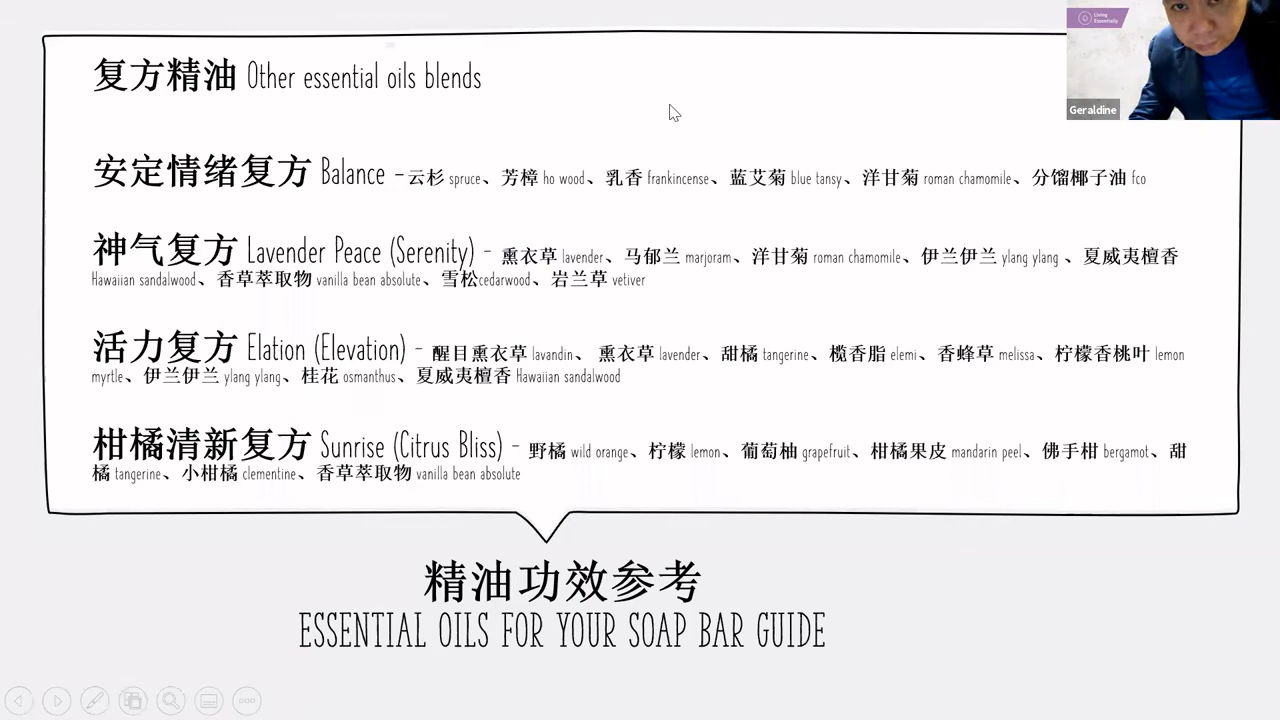 复方精油 Other essential oils blends
安定情绪复方 Balance -云杉 spruce、芳樟 ho wood、乳香 frankincense、蓝艾菊 blue tansy、洋甘菊 roman chamomile、分馏椰子油 fco
神气复方 Lavender Peace (Serenity) - 熏衣草 lavender、马郁兰 marjoram、洋甘菊 roman chamomile、伊兰伊兰 ylang ylang 、夏威夷檀香
Hawaiian sandalwood、香草萃取物 vanilla bean absolute、雪松cedarwood、岩兰草 vetiver
活力复方 Elation (Elevation) - 醒目熏衣草 lavandin、 熏衣草 lavender、甜橘 tangerine、榄香脂 elemi、香蜂草 melissa、柠檬香桃叶 lemon
myrtle、伊兰伊兰 ylang ylang、桂花 osmanthus、夏威夷檀香 Hawaiian sandalwood
柑橘清新复方 Sunrise (Citrus Bliss) - 野橘 wild orange、柠檬 lemon、葡萄柚 grapefruit、柑橘果皮 mandarin peel、佛手柑 bergamot、甜
橘 tangerine、小柑橘 clementine、香草萃取物 vanilla bean absolute
精油功效参考
ESSENTIAL OILS FOR YOUR SOAP BAR GUIDE
Living
Essentially
Geraldine